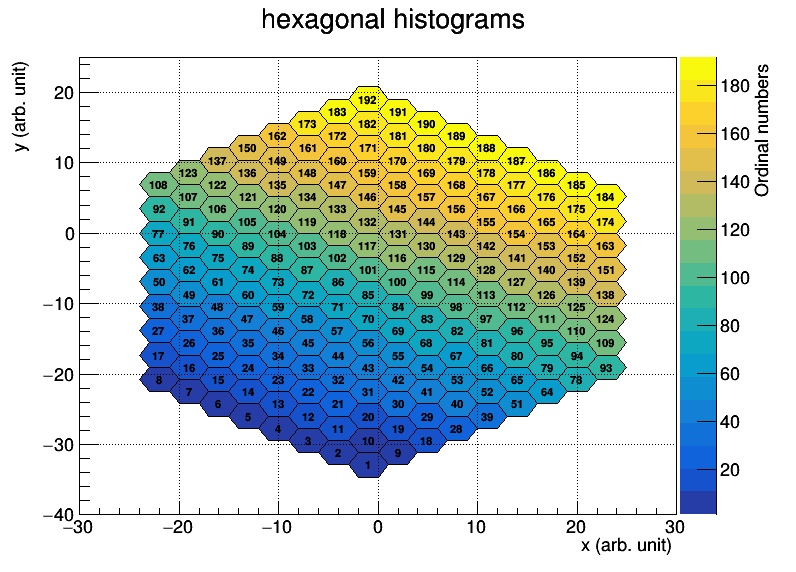 hexagonal histograms
y (arb. unit)
Ordinal numbers
20
10
0
−10
−20
−30
−40
192
183 191
173 182 190
162 172 181 189
150 161 171 180 188
137 149 160 170 179 187
123 136 148 159 169 178 186
108 122 135 147 158 168 177 185
107 121 134 146 157 167 176 184
92 106 120 133 145 156 166 175
91 105 119 132 144 155 165 174
77 90 104 118 131 143 154 164
76 89 103 117 130 142 153 163
63 75 88 102 116 129 141 152
62 74 87 101 115 128 140 151
50 61 73 86 100 114 127 139
49 60 72 85 99 113 126 138
38 48 59 71 84 98 112 125
37 47 58 70 83 97 111 124
27 36 46 57 69 82 96 110
26 35 45 56 68 81 95 109
17 25 34 44 55 67 80 94
16 24 33 43 54 66 79 93
8 15 23 32 42 53 65 78
7 14 22 31 41 52 64
6 13 21 30 40 51
5 12 20 29 39
4 11 19 28
3 10 18
2 9
1
180
160
140
120
100
80
60
40
20
−30 −20 −10 0 10 20 30
x (arb. unit)